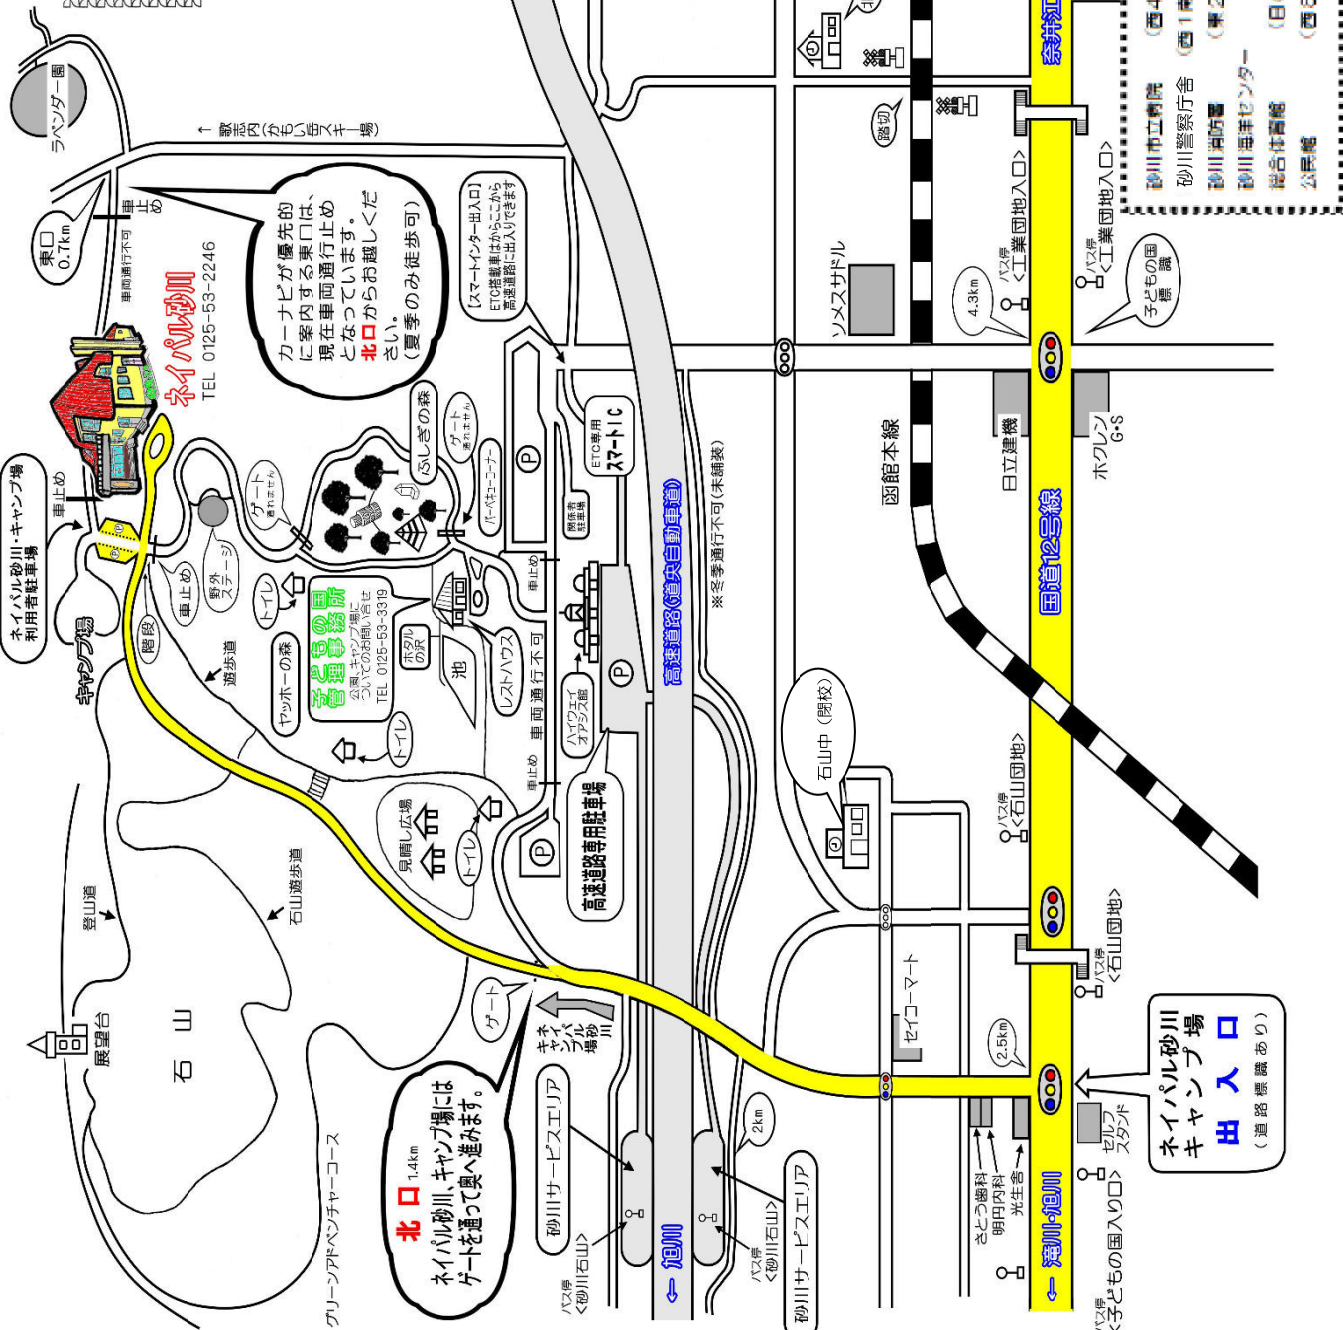 ラベンダー園
↑ 歌志内(かもい岳スキー場)
東口
0.7km
車止め
車両通行不可
ネイパル砂川
TEL 0125-53-2246
カーナビが優先的
に案内する東口は、
現在車両通行止め
となっています。
北口からお越しくだ
さい。
(夏季のみ徒歩可)
【スマートインター出入口】
ETC搭載車はからここから
高速道路に出入りできます
ネイパル砂川・キャンプ場
利用者駐車場
車止め
キャンプ場
階段
車止め
野外
ステージ
遊歩道
トイレ
ゲート
通れません
ふしぎの森
ゲート
通れません
バーベキューコーナー
ヤッホーの森
子どもの国
管理事務所
公園、キャンプ場に
ついてのお問い合せ
TEL 0125-53-3319
ホタル
の沢
池
レストハウス
トイレ
車両通行不可
車止め
車止め
関係者
駐車場
P
P
P
ETC専用
スマートIC
ハイウェイ
オアシス館
高速道路専用駐車場
見晴し広場
トイレ
登山道
石山遊歩道
展望台
石山
グリーンアドベンチャーコース
ゲート
ネイパル砂川
キャンプ場
北口 1.4km
ネイパル砂川、キャンプ場には
ゲートを通って奥へ進みます。
砂川サービスエリア
バス停
<砂川石山>
← 旭川
高速道路(道央自動車道)
※冬季通行不可(未舗装)
バス停
<砂川石山>
砂川サービスエリア
2km
石山中（閉校）
セイコーマート
ソメスサドル
函館本線
踏切
日立建機
ホクレン
G・S
4.3km
バス停
<工業団地入口>
バス停
<工業団地入口>
子どもの国
標識
国道12号線
奈井江
バス停
<石山団地>
バス停
<石山団地>
2.5km
さとう歯科
明円内科
光生舎
セルフ
スタンド
← 滝川・旭川
バス停
<子どもの国入り口>
ネイパル砂川
キャンプ場
出入口
(道路標識あり)
砂川市立病院 (西4
砂川警察庁舎 (西1南
砂川消防署 (東2
砂川海洋センター
総合体育館 (日
公民館 (西6